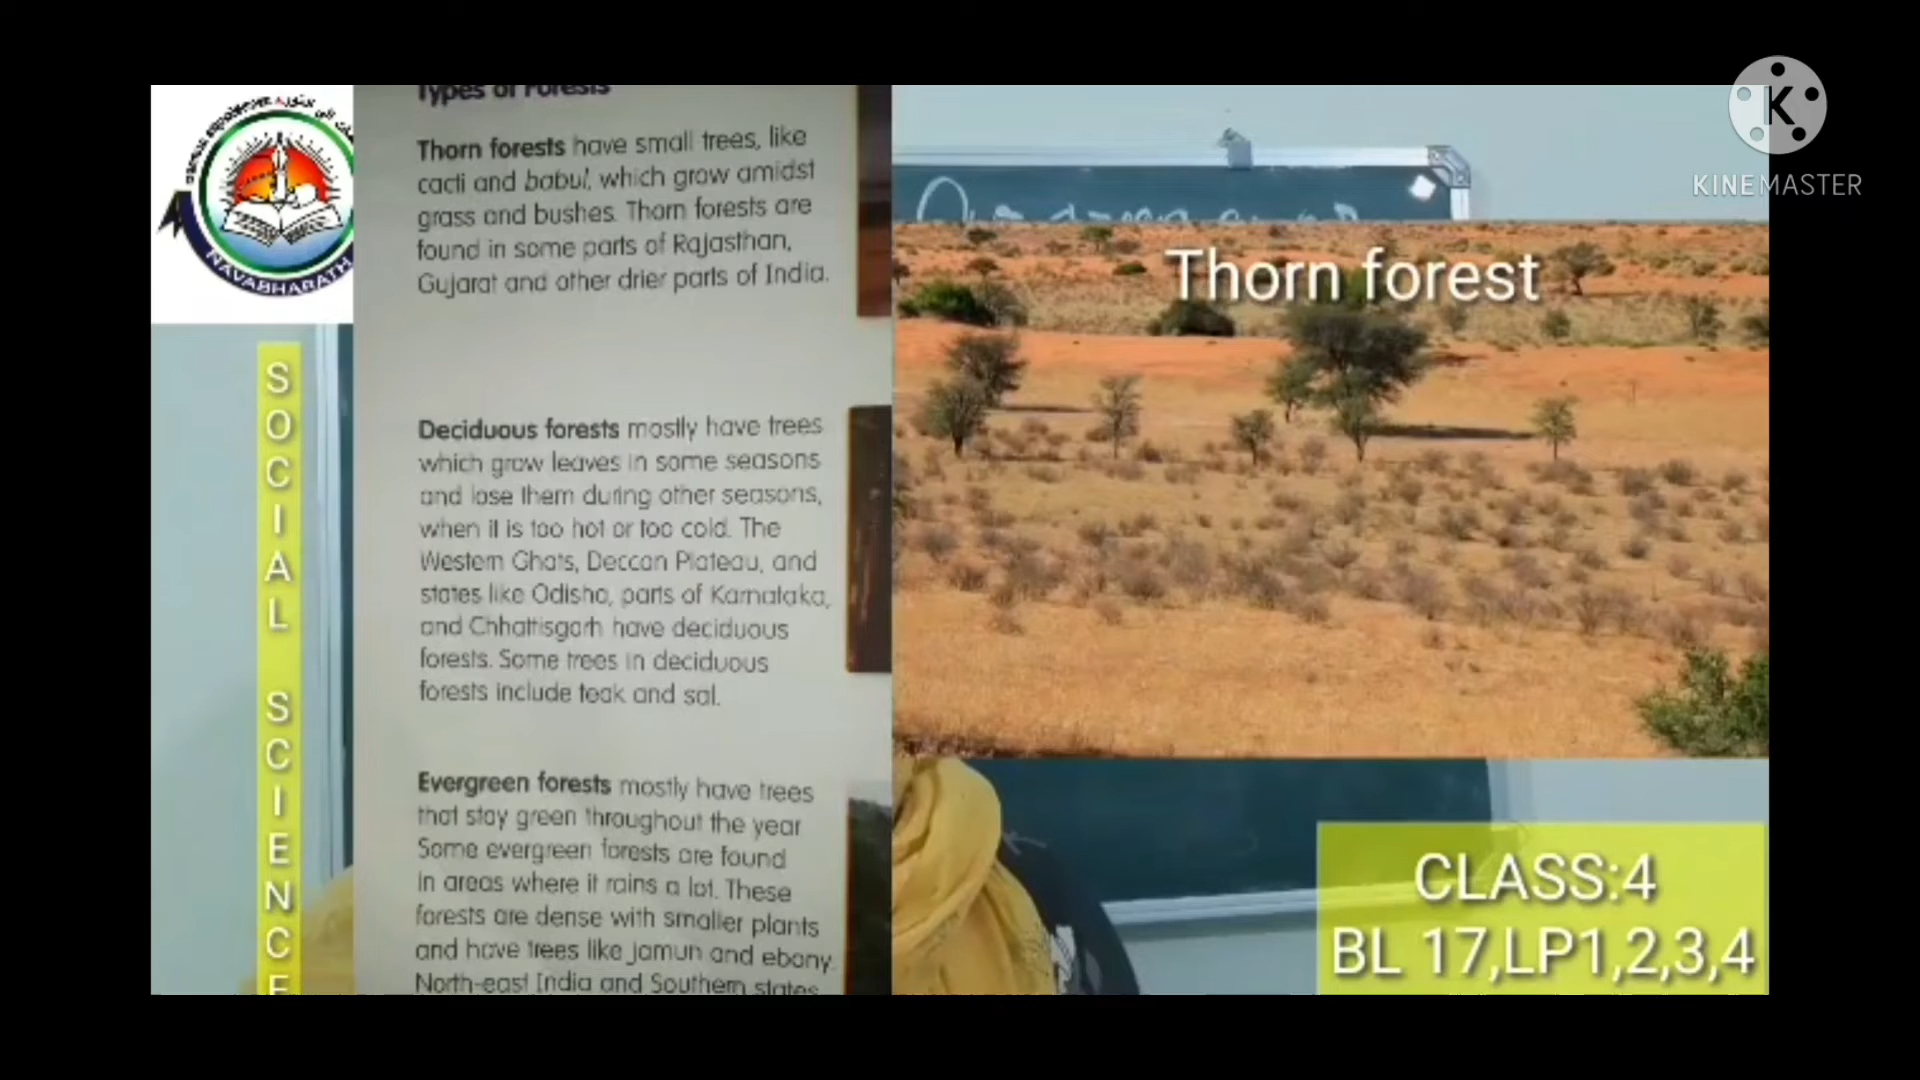 Types of Forests
Thorn forests have small trees, like
cacti and babul, which grow amidst
grass and bushes. Thorn forests are
found in some parts of Rajasthan,
Gujarat and other drier parts of India.
Deciduous forests mostly have trees
which grow leaves in some seasons
and lose them during other seasons,
when it is too hot or too cold. The
Western Ghats, Deccan Plateau, and
states like Odisha, parts of Karnataka,
and Chhattisgarh have deciduous
forests. Some trees in deciduous
forests include teak and sal.
Evergreen forests mostly have trees
that stay green throughout the year
Some evergreen forests are found
in areas where it rains a lot. These
forests are dense with smaller plants
and have trees like jamun and ebony.
North-east India and Southern states
Thorn forest
KINEMASTER
NAVABHARATH
SOCIAL SCIENCE
CLASS:4
BL 17,LP1,2,3,4